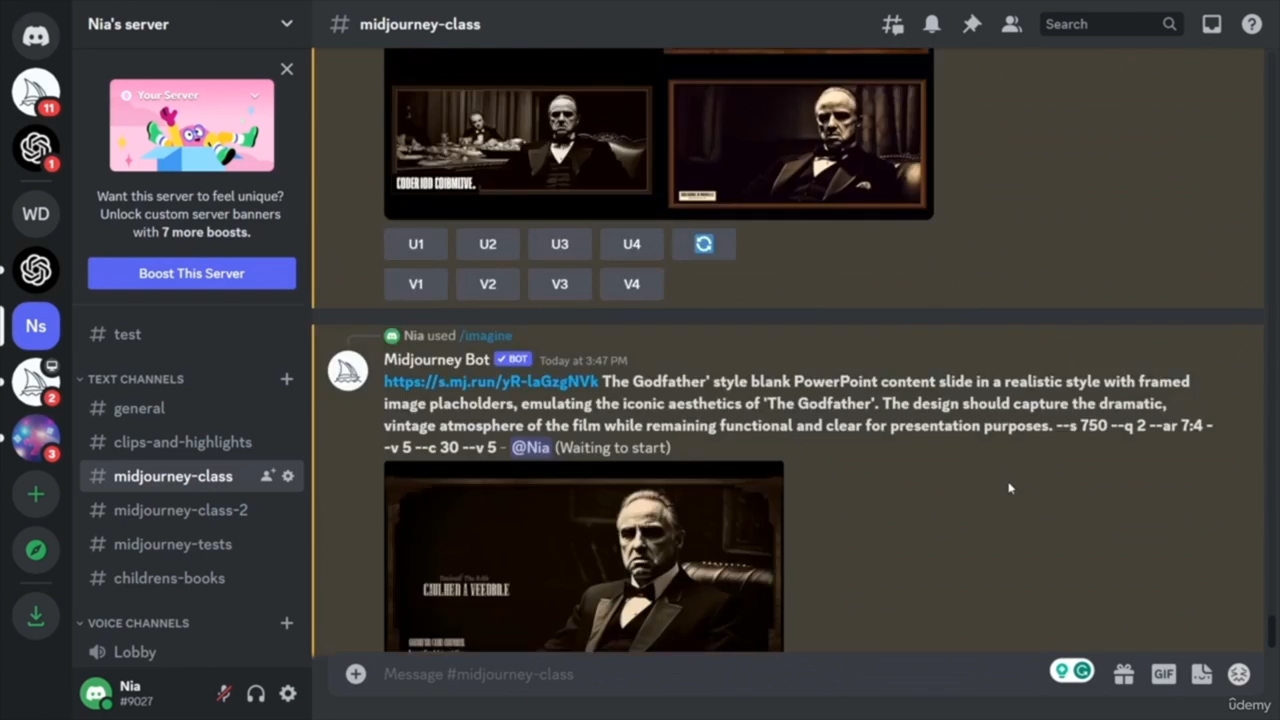 Nia's server
midjourney-class
Search
11
Your Server
1
Want this server to feel unique?
Unlock custom server banners
with 7 more boosts.
WD
Boost This Server
CODER IOD COIBMITVE.
U1 U2 U3 U4
V1 V2 V3 V4
Ns
test
Nia used /imagine
Midjourney Bot BOT Today at 3:47 PM
https://s.mj.run/yR-laGzgNVk The Godfather' style blank PowerPoint content slide in a realistic style with framed
image placholders, emulating the iconic aesthetics of 'The Godfather'. The design should capture the dramatic,
vintage atmosphere of the film while remaining functional and clear for presentation purposes. --s 750 --q 2 --ar 7:4 -
-v 5 --c 30 --v 5 - @Nia (Waiting to start)
TEXT CHANNELS
general
2
clips-and-highlights
3
midjourney-class
midjourney-class-2
midjourney-tests
childrens-books
CAULHEN A VEEORDL.E
VOICE CHANNELS
Lobby
Message #midjourney-class
GIF
Nia
#9027
ûdemy